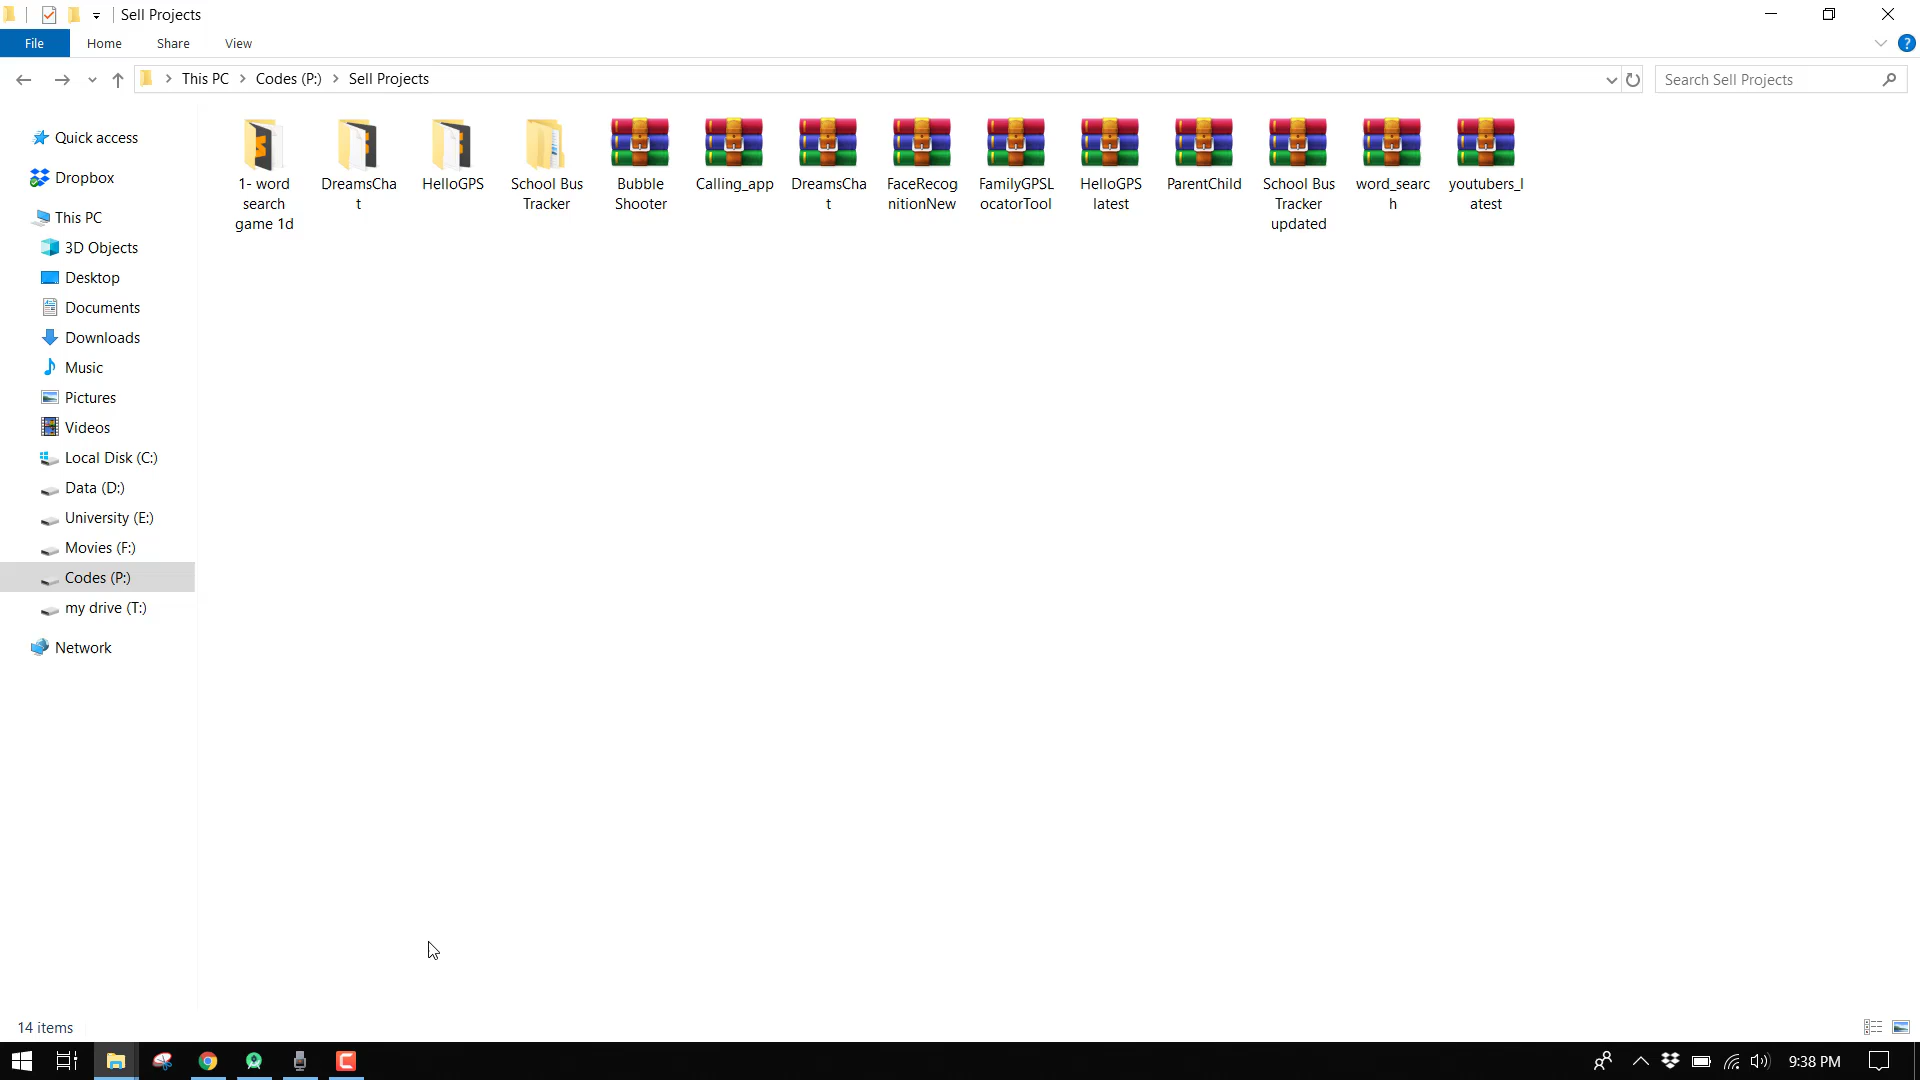 Sell Projects
File Home Share View
This PC Codes (P:) Sell Projects
Search Sell Projects
Quick access
Dropbox
This PC
3D Objects
Desktop
Documents
Downloads
Music
Pictures
Videos
Local Disk (C:)
Data (D:)
University (E:)
Movies (F:)
Codes (P:)
my drive (T:)
Network
1- word
search
game 1d
DreamsCha
t
HelloGPS
School Bus
Tracker
Bubble
Shooter
Calling_app
DreamsCha
t
FaceRecog
nitionNew
FamilyGPSL
ocatorTool
HelloGPS
latest
ParentChild
School Bus
Tracker
updated
word_searc
h
youtubers_l
atest
14 items
9:38 PM